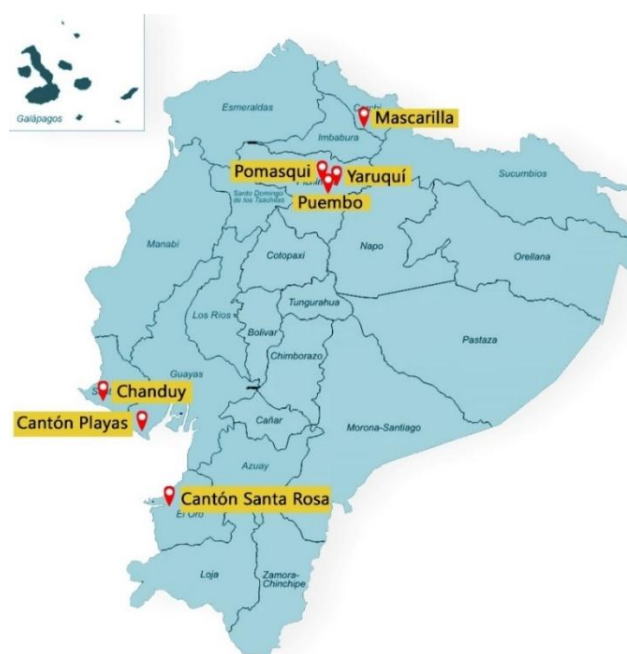 Galápagos
Esmeraldas
Mascarilla
Imbabura
Pomasqui
Yaruquí
Sucumbíos
Puembo
Santo Domingo
de los Tsáchilas
Manabí
Cotopaxi
Napo
Orellana
Tungurahua
Los Ríos
Bolívar
Pastaza
Chimborazo
Guayas
Chanduy
Cantón Playas
Cañar
Morona-Santiago
Azuay
Cantón Santa Rosa
El Oro
Loja
Zamora-
Chinchipe